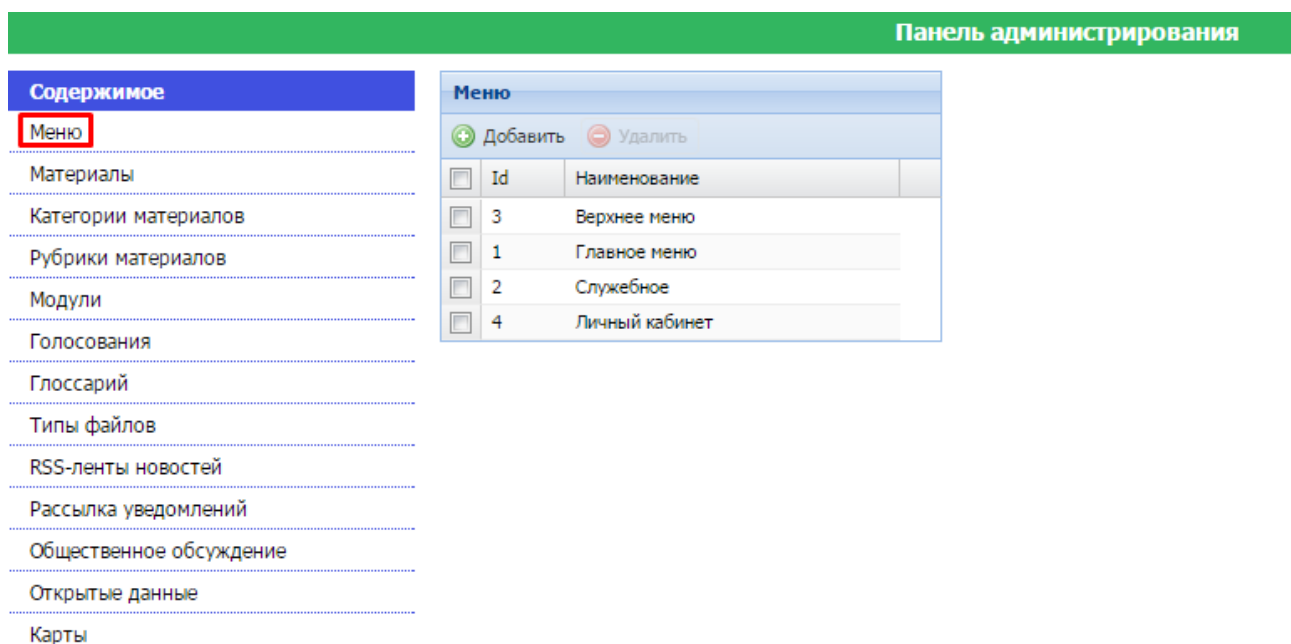 Панель администрирования
Содержимое
Меню
Материалы
Категории материалов
Рубрики материалов
Модули
Голосования
Глоссарий
Типы файлов
RSS-ленты новостей
Рассылка уведомлений
Общественное обсуждение
Открытые данные
Карты
Меню
Добавить Удалить
Id Наименование
3 Верхнее меню
1 Главное меню
2 Служебное
4 Личный кабинет